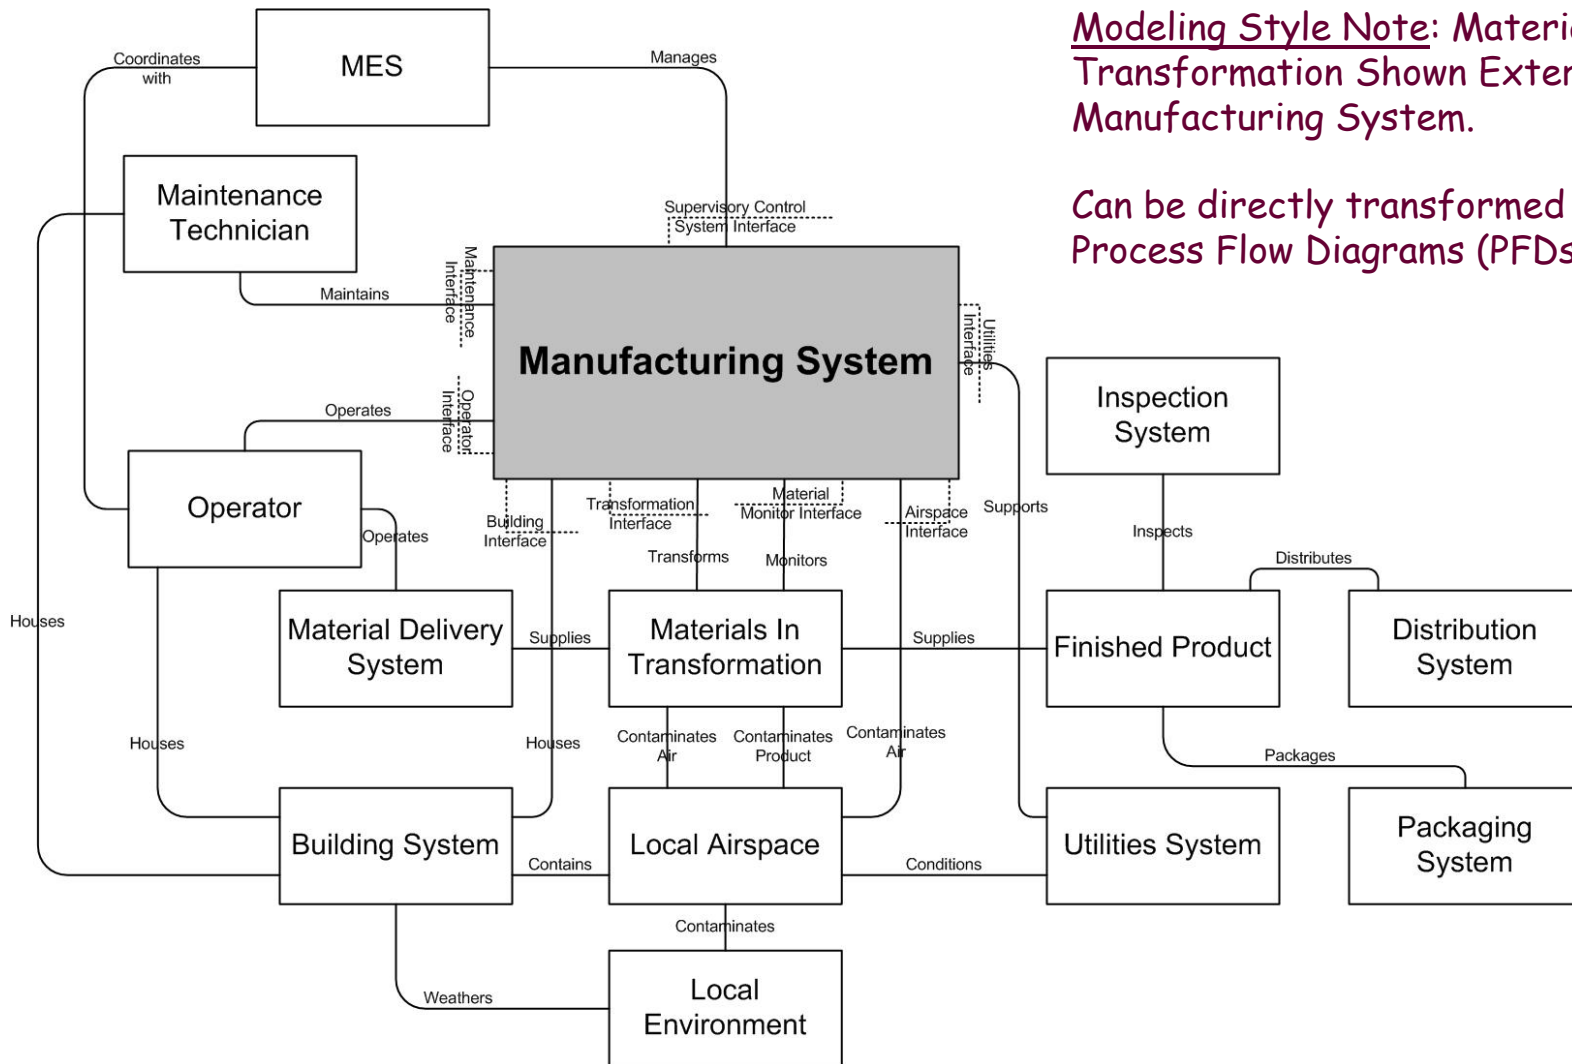 Modeling Style Note: Materia
Transformation Shown Exter
Manufacturing System.
Can be directly transformed
Process Flow Diagrams (PFDs
MES
Coordinates
with
Manages
Maintenance
Technician
Supervisory Control
System Interface
Maintenance
Interface
Maintains
Manufacturing System
Utilities
Interface
Inspection
System
Operates
Operator
Interface
Operator
Operates
Building
Interface
Transformation
Interface
Material
Monitor Interface
Airspace
Interface
Supports
Inspects
Transforms
Monitors
Distributes
Houses
Material Delivery
System
Supplies
Materials In
Transformation
Supplies
Finished Product
Distribution
System
Houses
Houses
Contaminates
Air
Contaminates
Product
Contaminates
Air
Packages
Building System
Contains
Local Airspace
Conditions
Utilities System
Packaging
System
Contaminates
Weathers
Local
Environment